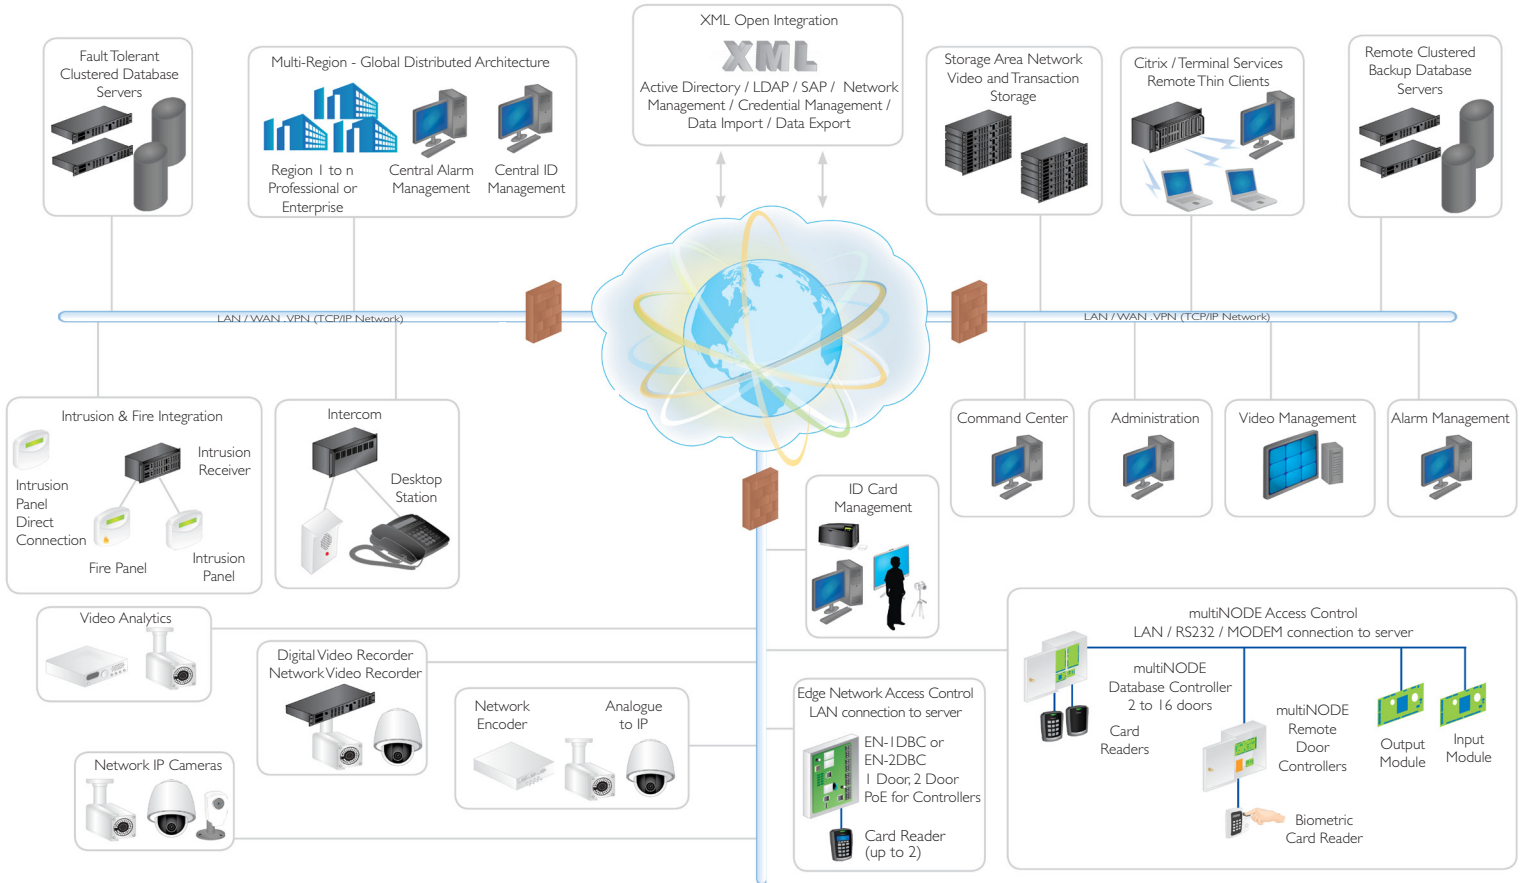 XML Open Integration
XML
Active Directory / LDAP / SAP / Network
Management / Credential Management /
Data Import / Data Export
Fault Tolerant
Clustered Database
Servers
Multi-Region - Global Distributed Architecture
Region 1 to n
Professional or
Enterprise
Central Alarm
Management
Central ID
Management
Storage Area Network
Video and Transaction
Storage
Citrix / Terminal Services
Remote Thin Clients
Remote Clustered
Backup Database
Servers
LAN / WAN .VPN (TCP/IP Network)
LAN / WAN .VPN (TCP/IP Network)
Intrusion & Fire Integration
Intrusion
Receiver
Intrusion
Panel
Direct
Connection
Fire Panel
Intrusion
Panel
Intercom
Desktop
Station
Command Center
Administration
Video Management
Alarm Management
ID Card
Management
Video Analytics
Digital Video Recorder
Network Video Recorder
Network
Encoder
Analogue
to IP
Network IP Cameras
Edge Network Access Control
LAN connection to server
EN-1DBC or
EN-2DBC
1 Door, 2 Door
PoE for Controllers
Card Reader
(up to 2)
multiNODE Access Control
LAN / RS232 / MODEM connection to server
multiNODE
Database Controller
2 to 16 doors
Card
Readers
multiNODE
Remote
Door
Controllers
Output
Module
Input
Module
Biometric
Card Reader